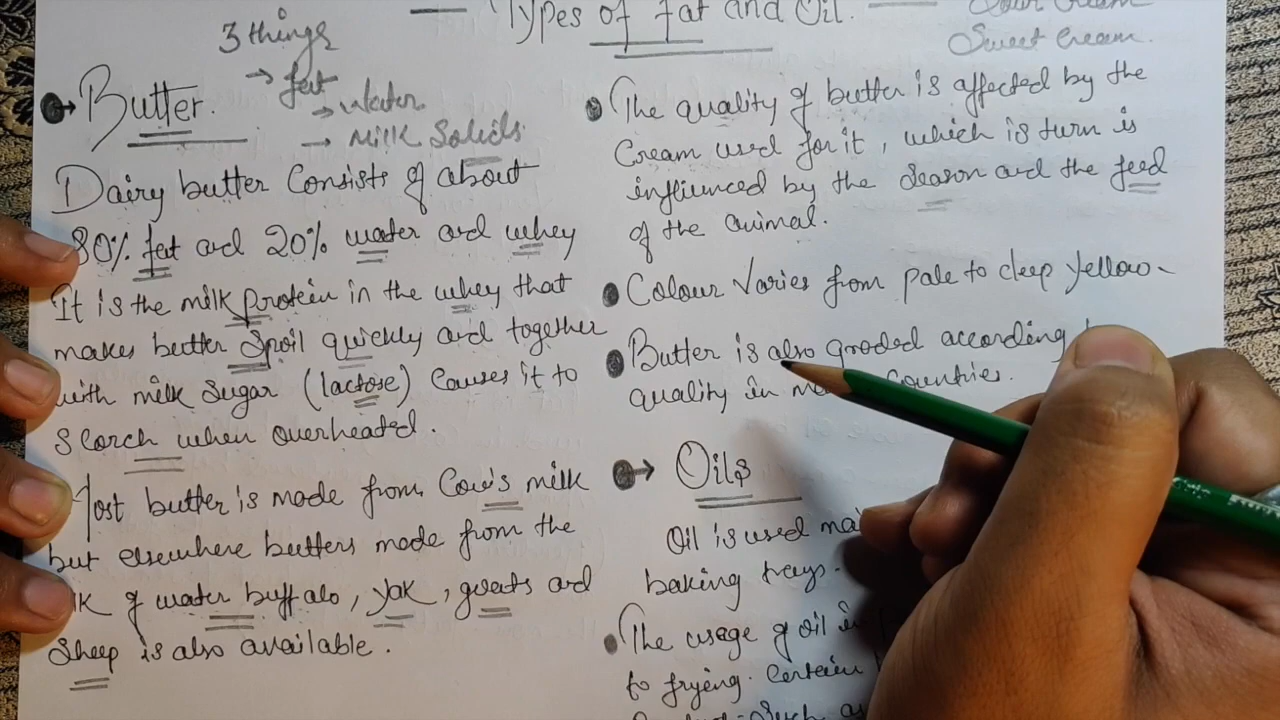 Types of fat and Oil.
Sour Cream
Sweet Cream.
3 things
→ fat
→ water
→ Milk Solids
Butter.
Dairy butter Consists of about
80% fat and 20% water and whey
It is the milk protein in the whey that
makes butter Spoil quickly and together
with milk Sugar (lactose) Causes it to
Scorch when overheated.
Most butter is made from Cow's milk
but elsewhere butters made from the
of water buffalo, Yak, goats and
Sheep is also available.
The quality of butter is affected by the
Cream used for it, which is turn is
influenced by the Season and the feed
of the animal.
Colour Varies from pale to deep yellow-
Butter is also graded according
quality in Countries.
→ Oils
Oil is used
baking trays.
The usage of oil
to frying. Certain
Such as